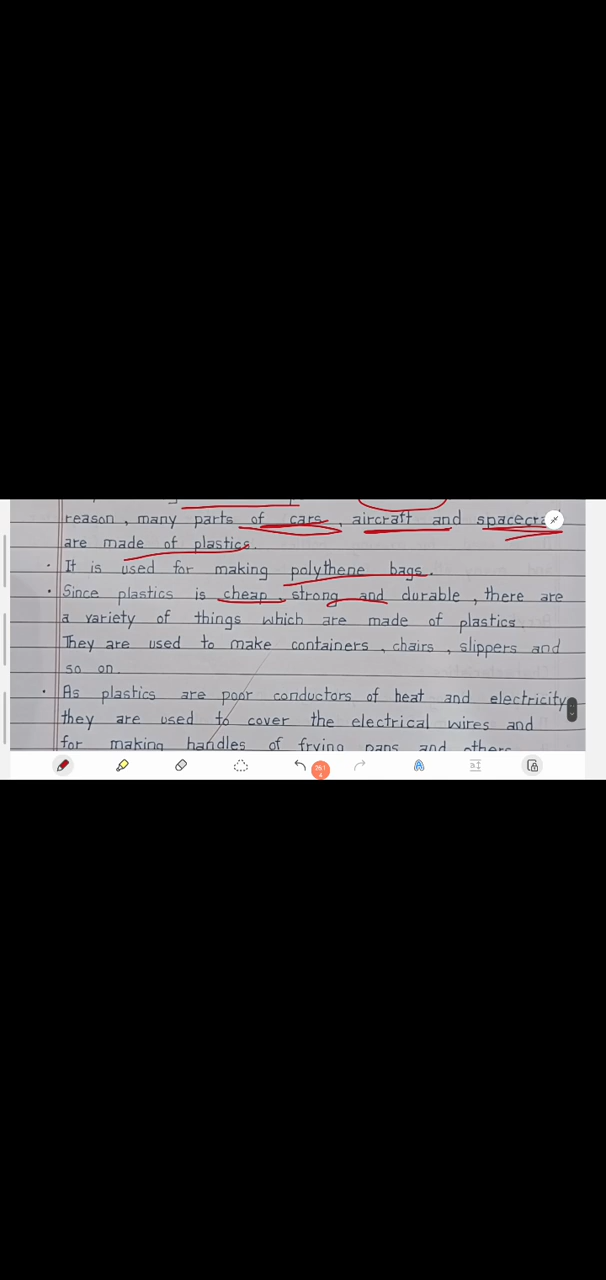 reason, many parts of cars, aircraft and spacecra
are made of plastics.
· It is used for making polythene bags.
· Since plastics is cheap, strong and durable, there are
a variety of things which are made of plastics.
They are used to make containers, chairs, slippers and
so on.
· As plastics are poor conductors of heat and electricity,
they are used to cover the electrical wires and
for making handles of frying pans and others